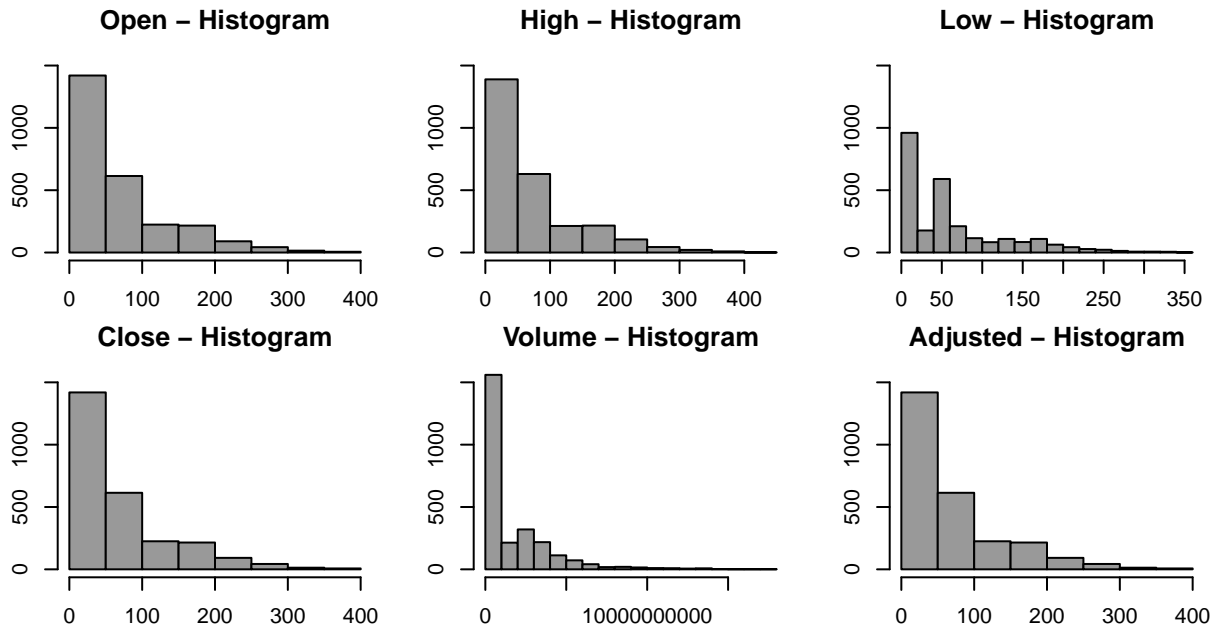 Open – Histogram
High – Histogram
Low – Histogram
0 500 1000
0 500 1000
0 500 1000
0 100 200 300 400
0 100 200 300 400
0 50 150 250 350
Close – Histogram
Volume – Histogram
Adjusted – Histogram
0 500 1000
0 500 1000
0 500 1000
0 100 200 300 400
0 10000000000
0 100 200 300 400